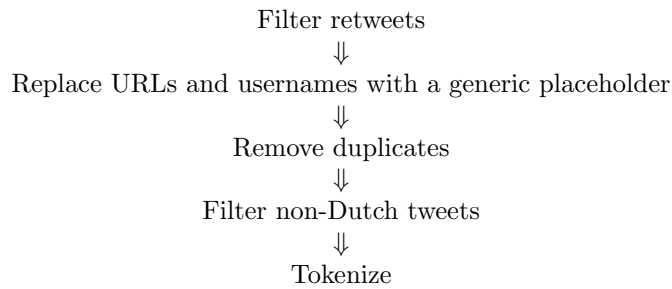 Filter retweets
⇓
Replace URLs and usernames with a generic placeholder
⇓
Remove duplicates
⇓
Filter non-Dutch tweets
⇓
Tokenize